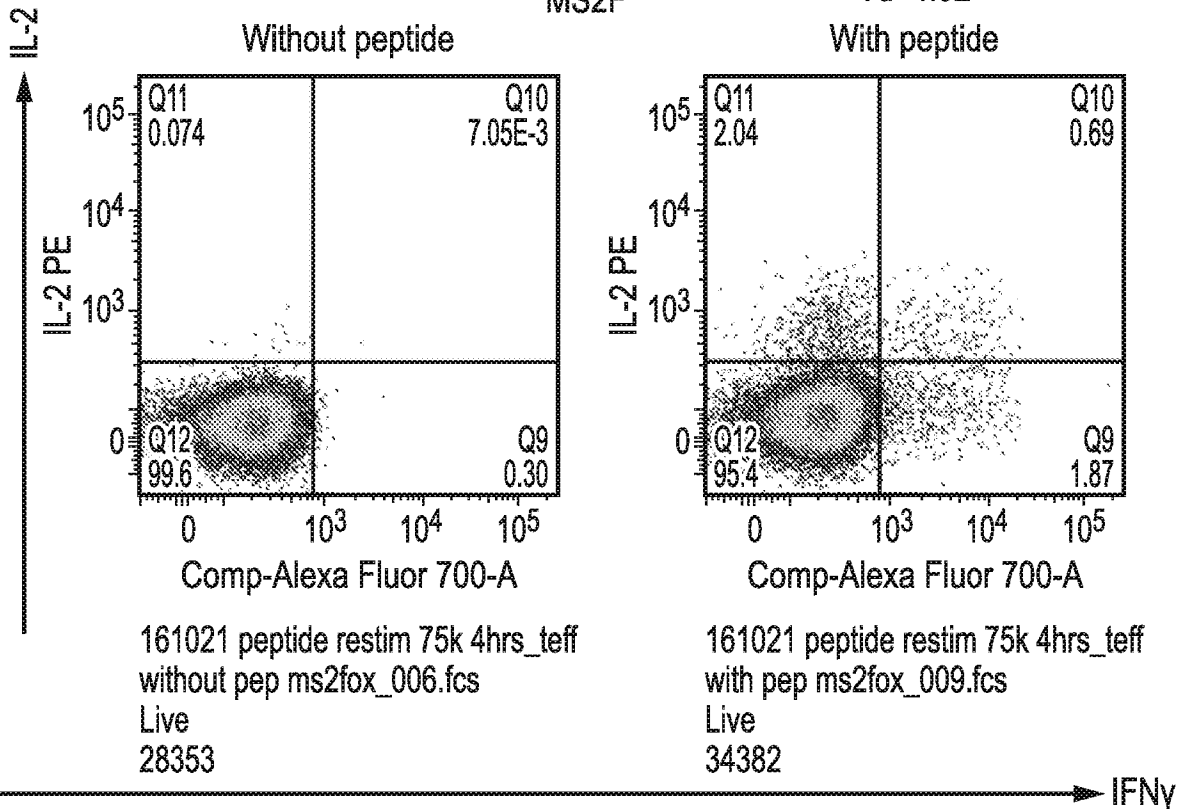 IL-2
MS2F
Without peptide
With peptide
Q11
0.074
Q10
7.05E-3
Q12
99.6
Q9
0.30
10⁵
10⁴
10³
0
IL-2 PE
0
10³
10⁴
10⁵
Comp-Alexa Fluor 700-A
161021 peptide restim 75k 4hrs_teff
without pep ms2fox_006.fcs
Live
28353
Q11
2.04
Q10
0.69
Q12
95.4
Q9
1.87
10⁵
10⁴
10³
0
IL-2 PE
0
10³
10⁴
10⁵
Comp-Alexa Fluor 700-A
161021 peptide restim 75k 4hrs_teff
with pep ms2fox_009.fcs
Live
34382
IFNγ